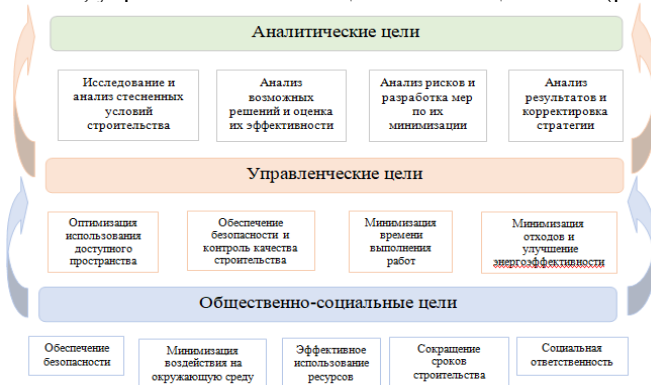 Аналитические цели
Исследование и
анализ стесненных
условий
строительства
Анализ
возможных
решений и оценка
их эффективности
Анализ рисков и
разработка мер
по их
минимизации
Анализ
результатов и
корректировка
стратегии
Управленческие цели
Оптимизация
использования
доступного
пространства
Обеспечение
безопасности и
контроль качества
строительства
Минимизация
времени
выполнения
работ
Минимизация
отходов и
улучшение
энергоэффективности
Общественно-социальные цели
Обеспечение
безопасности
Минимизация
воздействия на
окружающую среду
Эффективное
использование
ресурсов
Сокращение
сроков
строительства
Социальная
ответственность